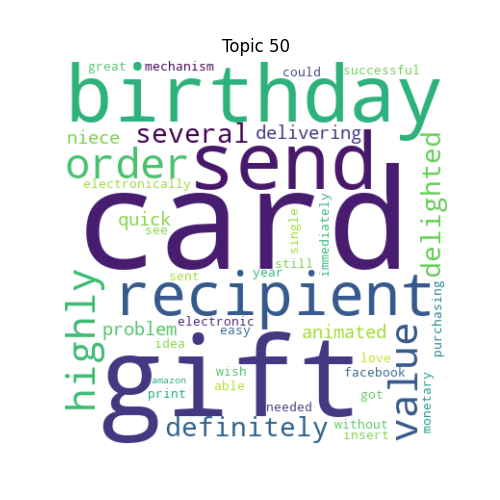 Topic 50
great mechanism could successful
birthday
niece several delivering
order send delighted
electronically
card
quick single immediately
see
still
sent year
recipient
highly value purchasing
problem electronic easy animated
idea love
gift
amazon wish facebook
print able got monetary
needed
definitely without
insert